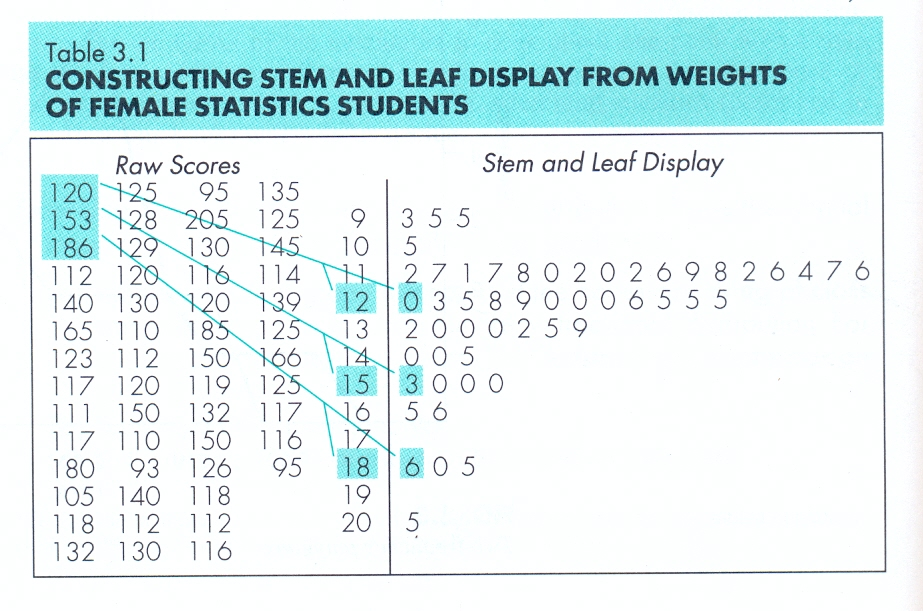 Table 3.1
CONSTRUCTING STEM AND LEAF DISPLAY FROM WEIGHTS
OF FEMALE STATISTICS STUDENTS
Raw Scores Stem and Leaf Display
120 125 95 135
153 128 205 125 9 3 5 5
186 129 130 145 10 5
112 120 116 114 11 2 7 1 7 8 0 2 0 2 6 9 8 2 6 4 7 6
140 130 120 139 12 0 3 5 8 9 0 0 0 6 5 5 5
165 110 185 125 13 2 0 0 0 2 5 9
123 112 150 166 14 0 0 5
117 120 119 125 15 3 0 0 0
111 150 132 117 16 5 6
117 110 150 116 17
180 93 126 95 18 6 0 5
105 140 118 19
118 112 112 20 5
132 130 116